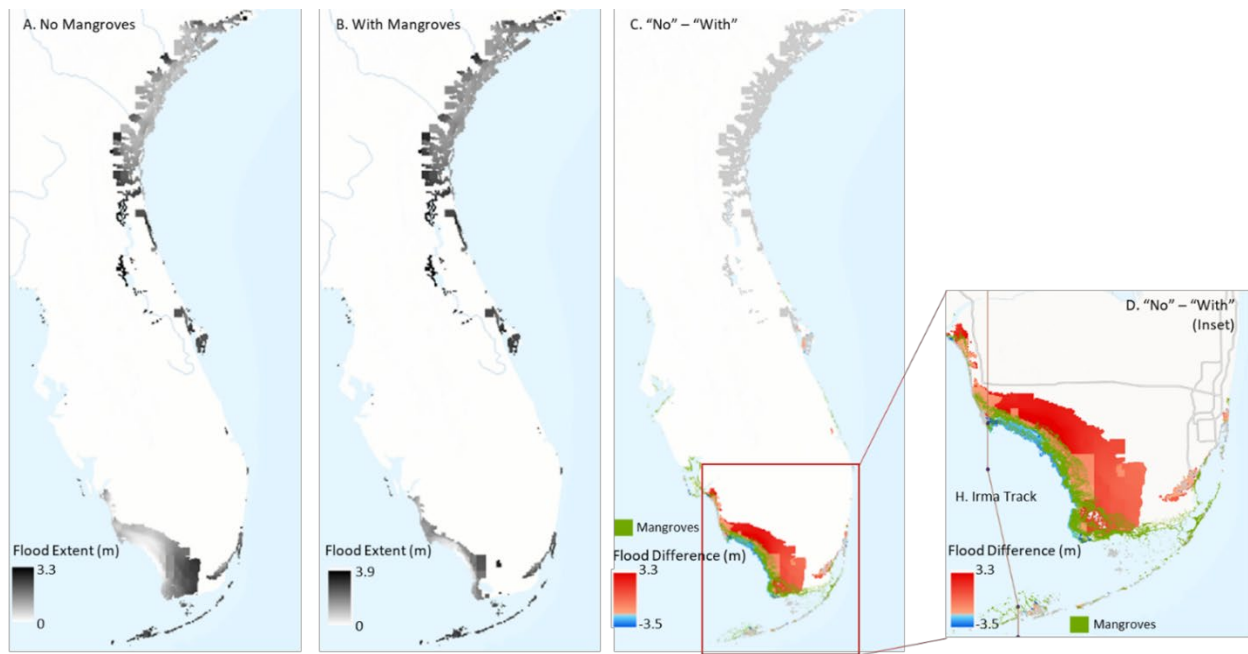 A. No Mangroves
Flood Extent (m)
3.3
0
B. With Mangroves
Flood Extent (m)
3.9
0
C. “No” – “With”
Mangroves
Flood Difference (m)
3.3
-3.5
D. “No” – “With”
(Inset)
H. Irma Track
Flood Difference (m)
3.3
-3.5
Mangroves